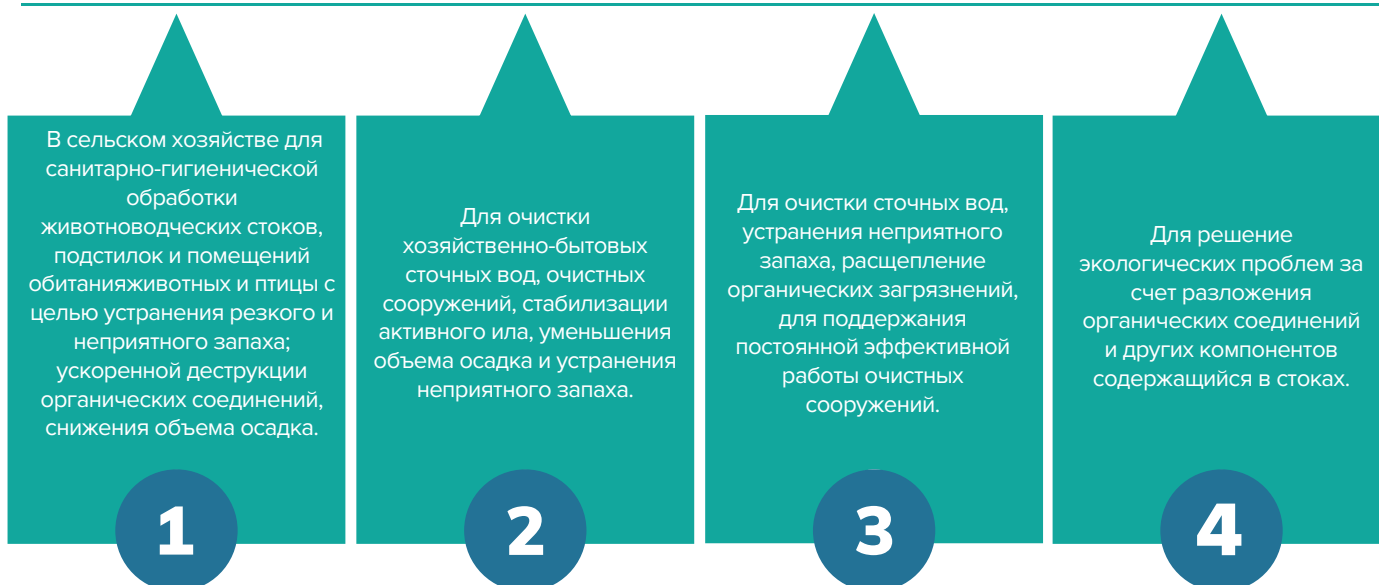 В сельском хозяйстве для
санитарно-гигиенической
обработки
животноводческих стоков,
подстилок и помещений
обитанияживотных и птицы с
целью устранения резкого и
неприятного запаха;
ускоренной деструкции
органических соединений,
снижения объема осадка.
1
Для очистки
хозяйственно-бытовых
сточных вод, очистных
сооружений, стабилизации
активного ила, уменьшения
объема осадка и устранения
неприятного запаха.
2
Для очистки сточных вод,
устранения неприятного
запаха, расщепление
органических загрязнений,
для поддержания
постоянной эффективной
работы очистных
сооружений.
3
Для решение
экологических проблем за
счет разложения
органических соединений
и других компонентов
содержащийся в стоках.
4